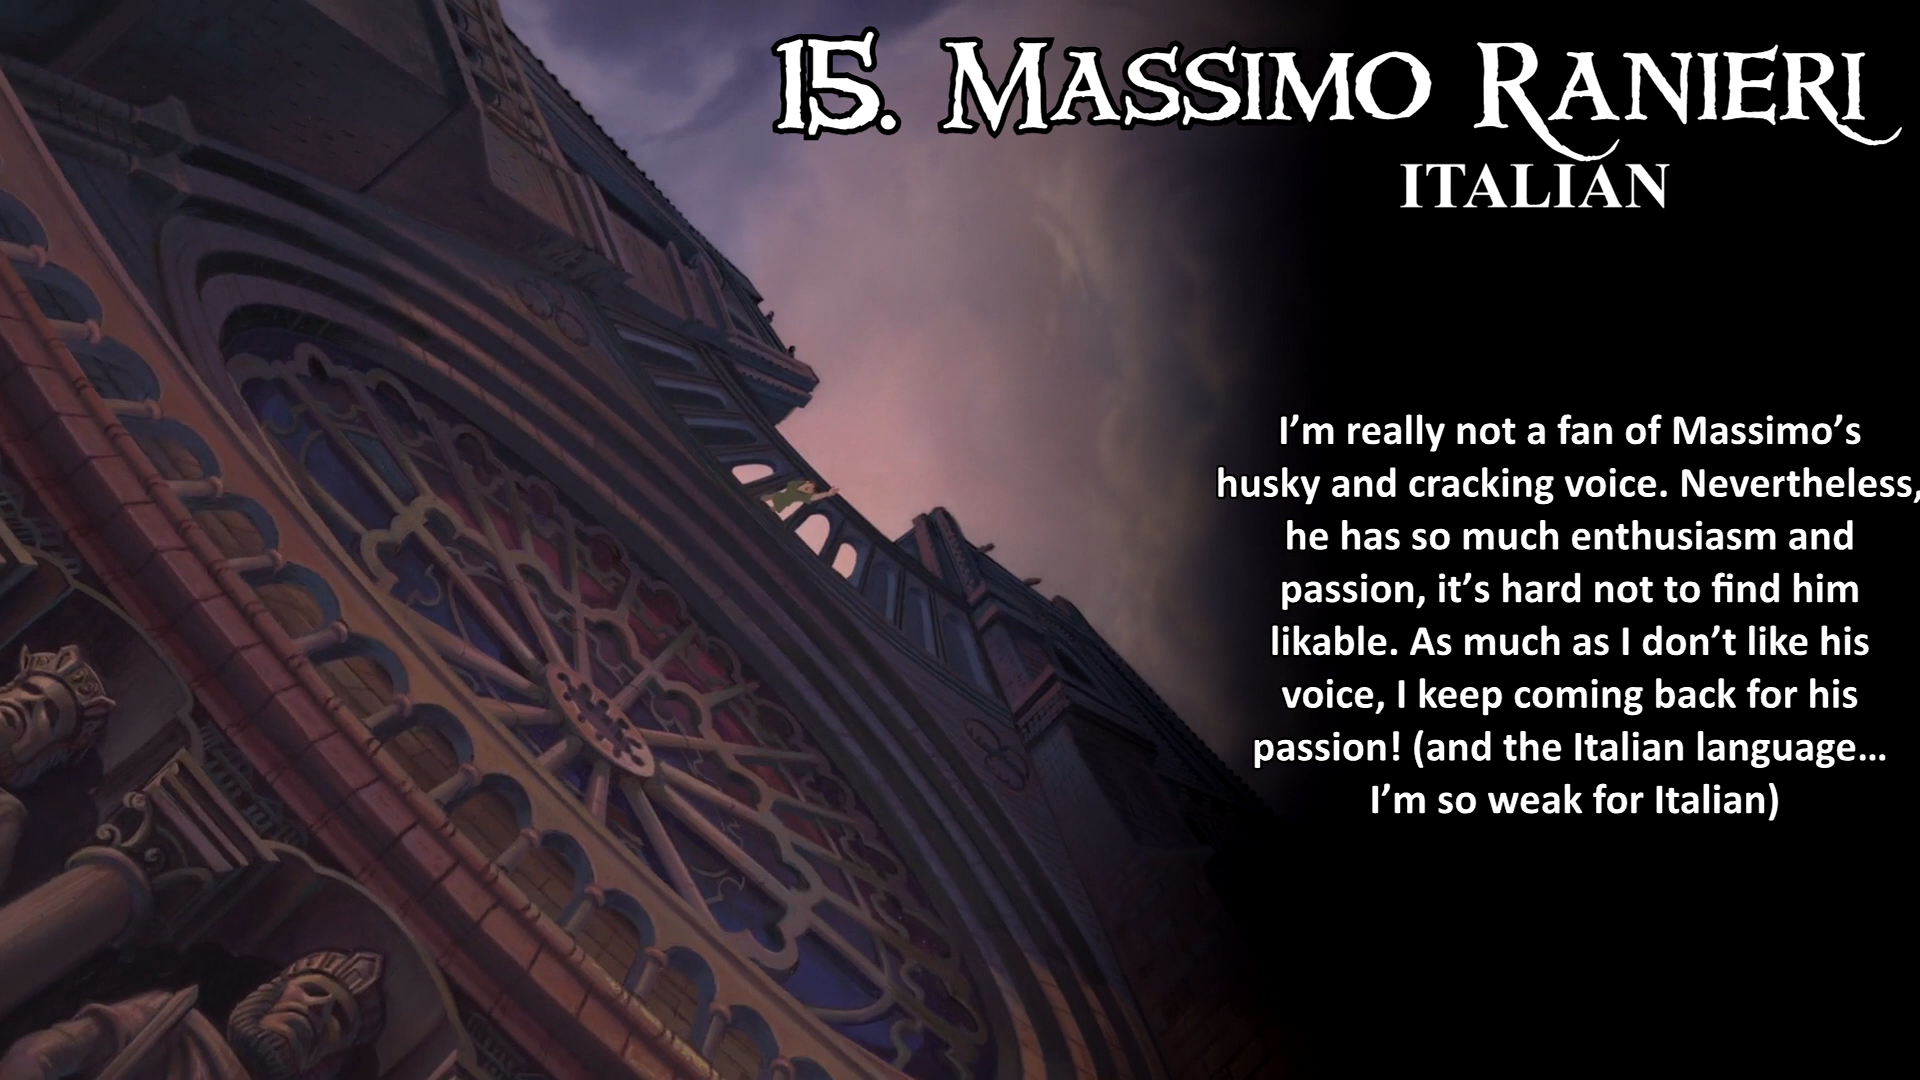 15. Massimo Ranieri
ITALIAN
I’m really not a fan of Massimo’s
husky and cracking voice. Nevertheless,
he has so much enthusiasm and
passion, it’s hard not to find him
likable. As much as I don’t like his
voice, I keep coming back for his
passion! (and the Italian language…
I’m so weak for Italian)